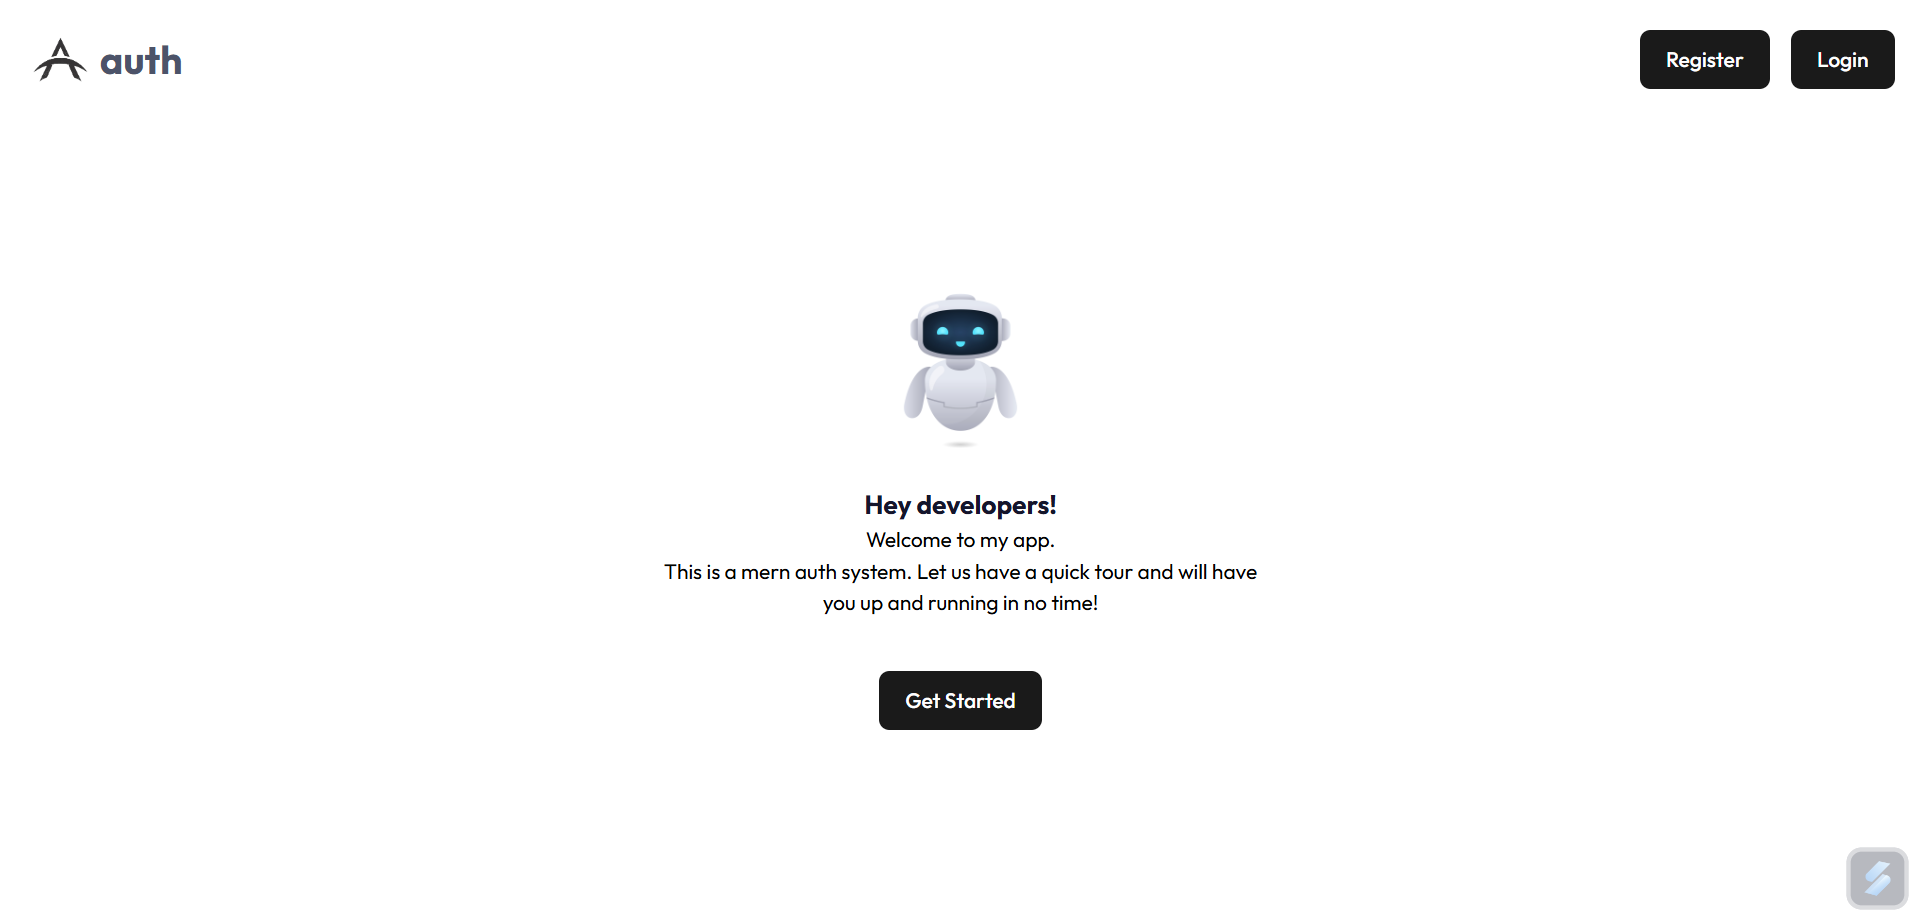 auth
Register
Login
Hey developers!
Welcome to my app.
This is a mern auth system. Let us have a quick tour and will have
you up and running in no time!
Get Started